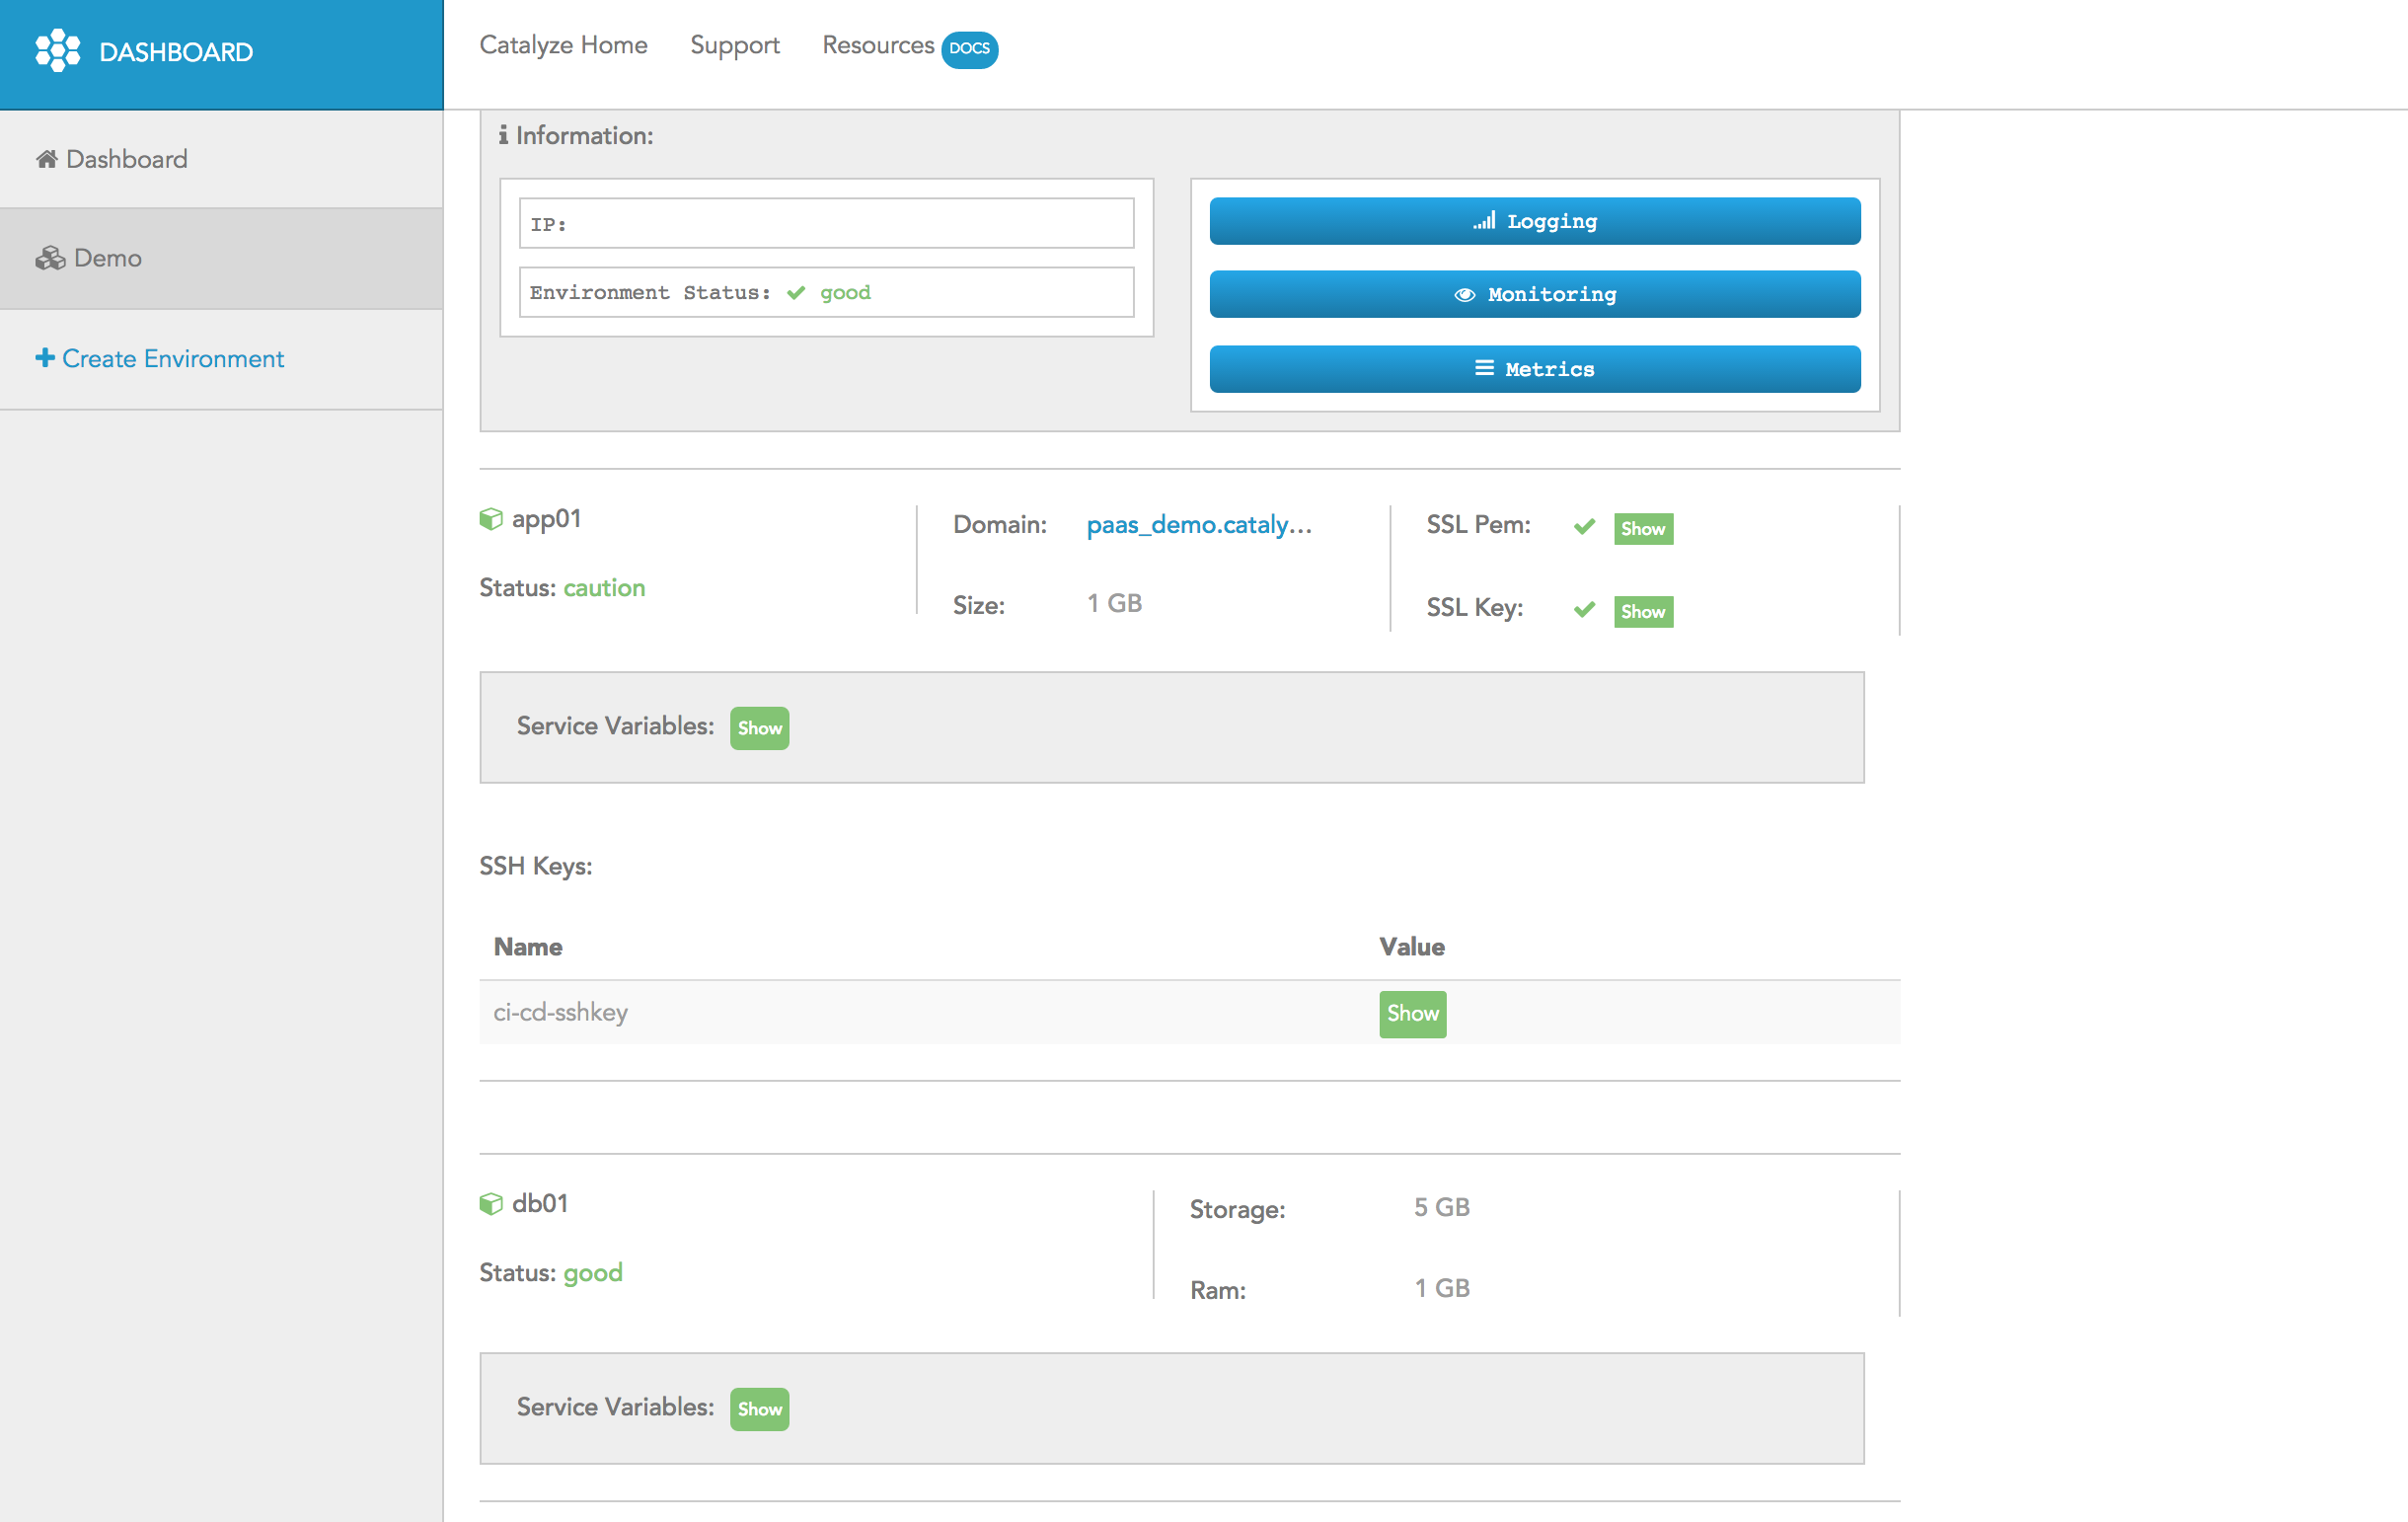 DASHBOARD
Catalyze Home Support Resources DOCS
Dashboard
Demo
Create Environment
Information:
IP:
Environment Status: good
Logging
Monitoring
Metrics
app01
Status: caution
Domain: paas_demo.cataly...
Size: 1 GB
SSL Pem: Show
SSL Key: Show
Service Variables: Show
SSH Keys:
Name Value
ci-cd-sshkey Show
db01
Status: good
Storage: 5 GB
Ram: 1 GB
Service Variables: Show